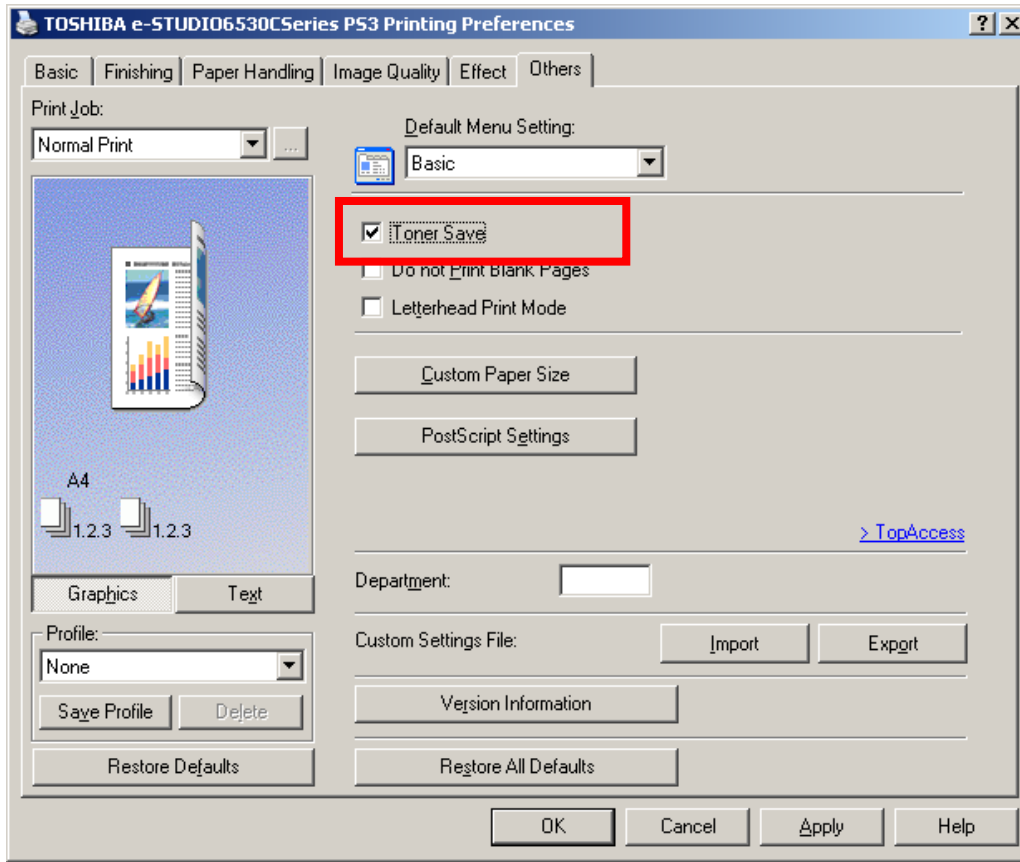 TOSHIBA e-STUDIO6530CSeries PS3 Printing Preferences
Basic Finishing Paper Handling Image Quality Effect Others
Print Job:
Normal Print ...
Default Menu Setting:
Basic
Toner Save
Do not Print Blank Pages
Letterhead Print Mode
Custom Paper Size
PostScript Settings
A4
1.2.3 1.2.3
> TopAccess
Graphics Text
Department:
Profile:
None
Custom Settings File: Import Export
Save Profile Delete
Version Information
Restore Defaults
Restore All Defaults
OK Cancel Apply Help